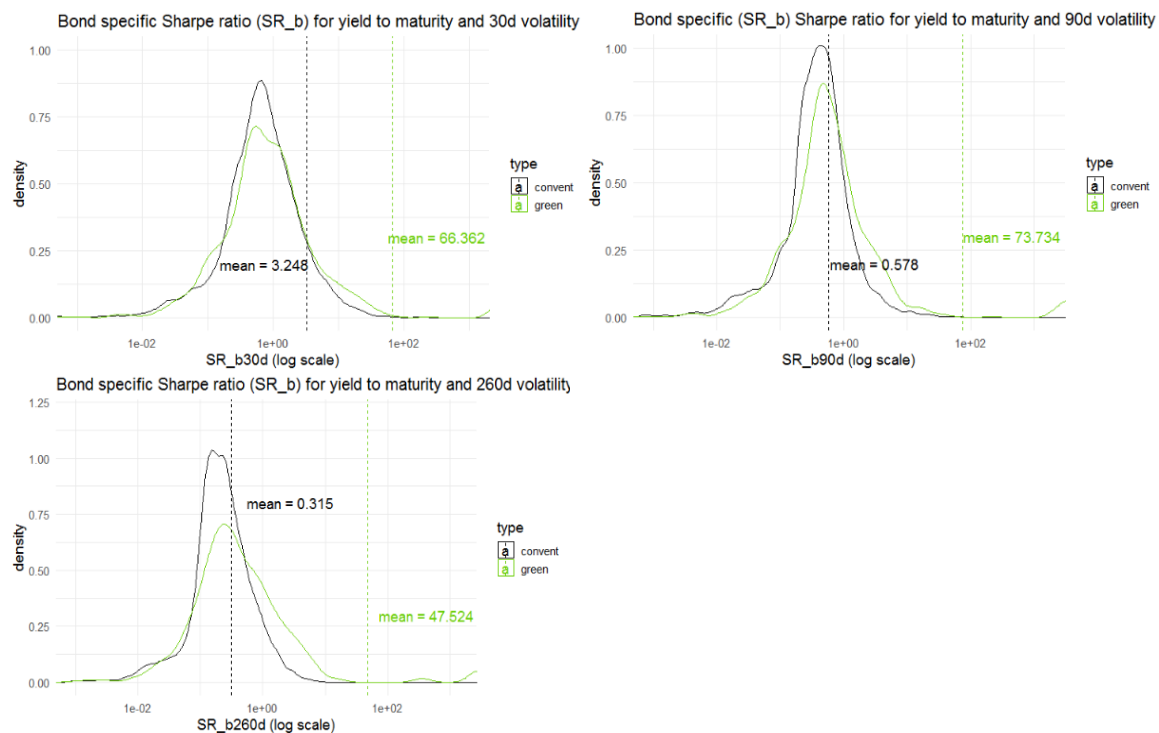 Bond specific Sharpe ratio (SR_b) for yield to maturity and 30d volatility
1.00
0.75
0.50
0.25
0.00
density
mean = 66.362
mean = 3.248
type
a convent
a green
1e-02 1e+00 1e+02
SR_b30d (log scale)
Bond specific (SR_b) Sharpe ratio for yield to maturity and 90d volatility
1.00
0.75
0.50
0.25
0.00
density
mean = 73.734
mean = 0.578
type
a convent
a green
1e-02 1e+00 1e+02
SR_b90d (log scale)
Bond specific Sharpe ratio (SR_b) for yield to maturity and 260d volatility
1.25
1.00
0.75
0.50
0.25
0.00
density
mean = 0.315
mean = 47.524
type
a convent
a green
1e-02 1e+00 1e+02
SR_b260d (log scale)